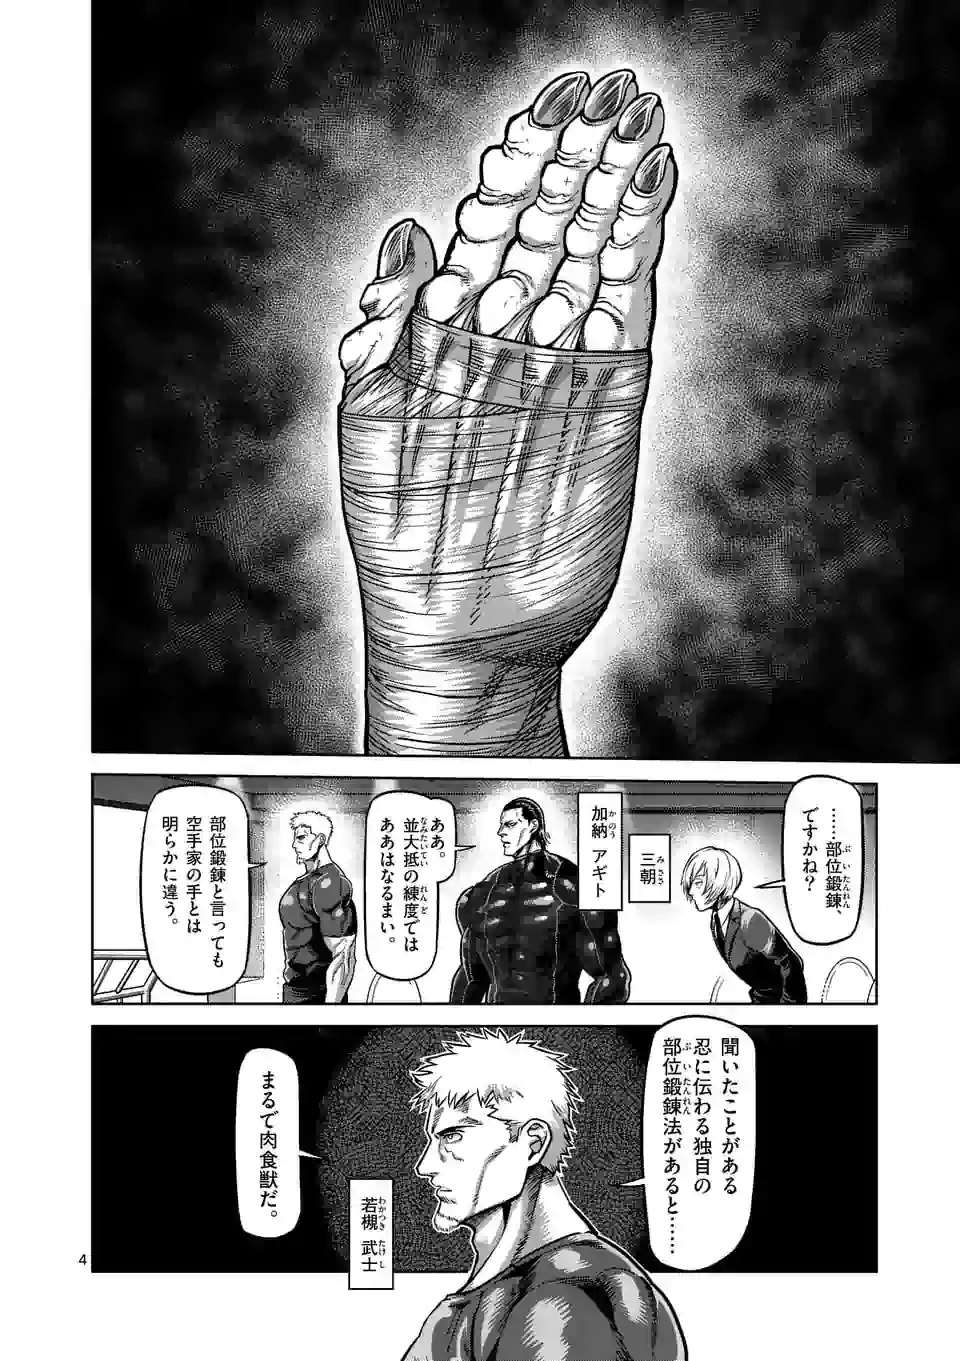 ……部位鍛錬、
ですかね？
三朝
加納 アギト
ああ。
並大抵の練度では
ああはなるまい。
部位鍛錬と言っても
空手家の手とは
明らかに違う。
聞いたことがある
忍に伝わる独自の
部位鍛錬法があると……
まるで肉食獣だ。
若槻 武士
4